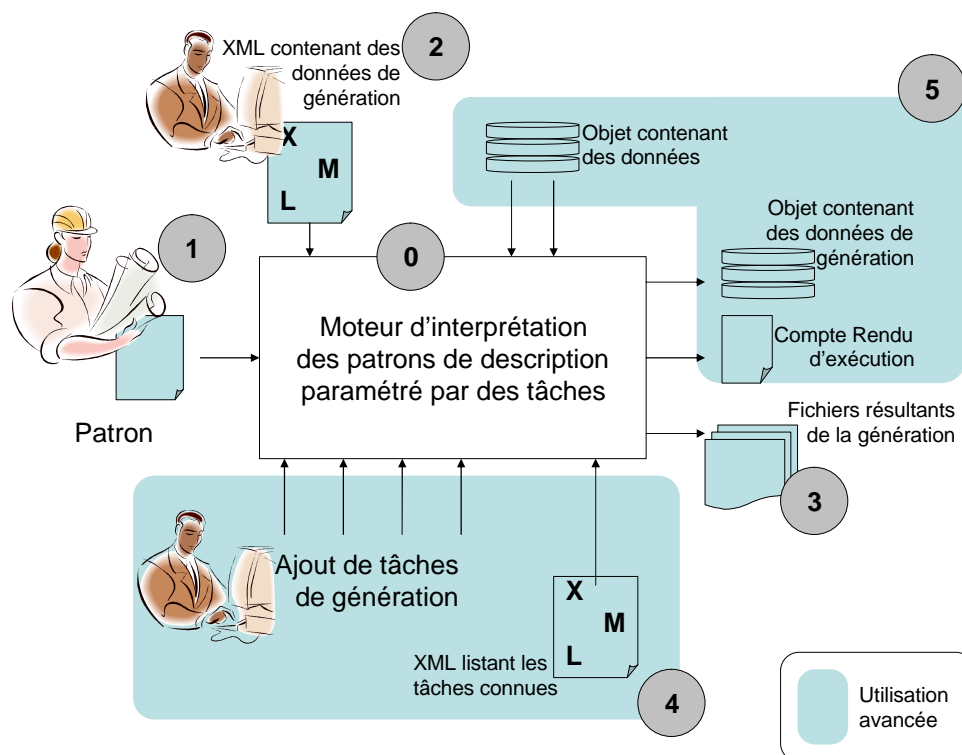 XML contenant des
données de
génération
2
X
M
L
5
Objet contenant
des données
Objet contenant
des données de
génération
1
0
Moteur d’interprétation
des patrons de description
paramétré par des tâches
Compte Rendu
d’exécution
Patron
Fichiers résultants
de la génération
3
Ajout de tâches
de génération
X
M
L
XML listant les
tâches connues
4
Utilisation
avancée